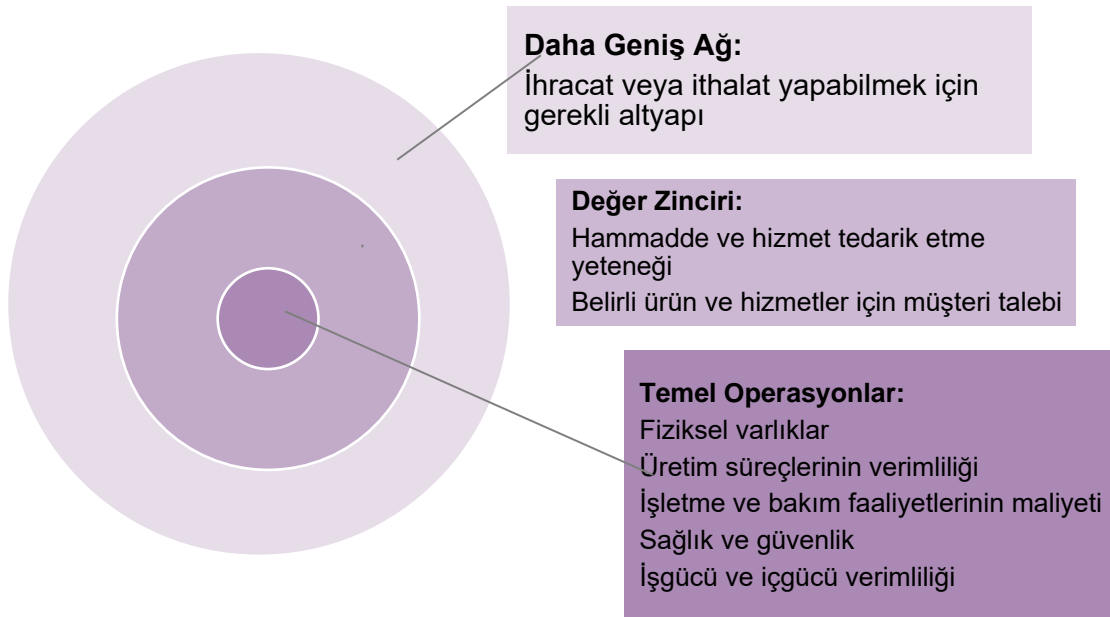 Daha Geniş Ağ:
İhracat veya ithalat yapabilmek için
gerekli altyapı
Değer Zinciri:
Hammadde ve hizmet tedarik etme
yeteneği
Belirli ürün ve hizmetler için müşteri talebi
Temel Operasyonlar:
Fiziksel varlıklar
Üretim süreçlerinin verimliliği
İşletme ve bakım faaliyetlerinin maliyeti
Sağlık ve güvenlik
İşgücü ve içgücü verimliliği